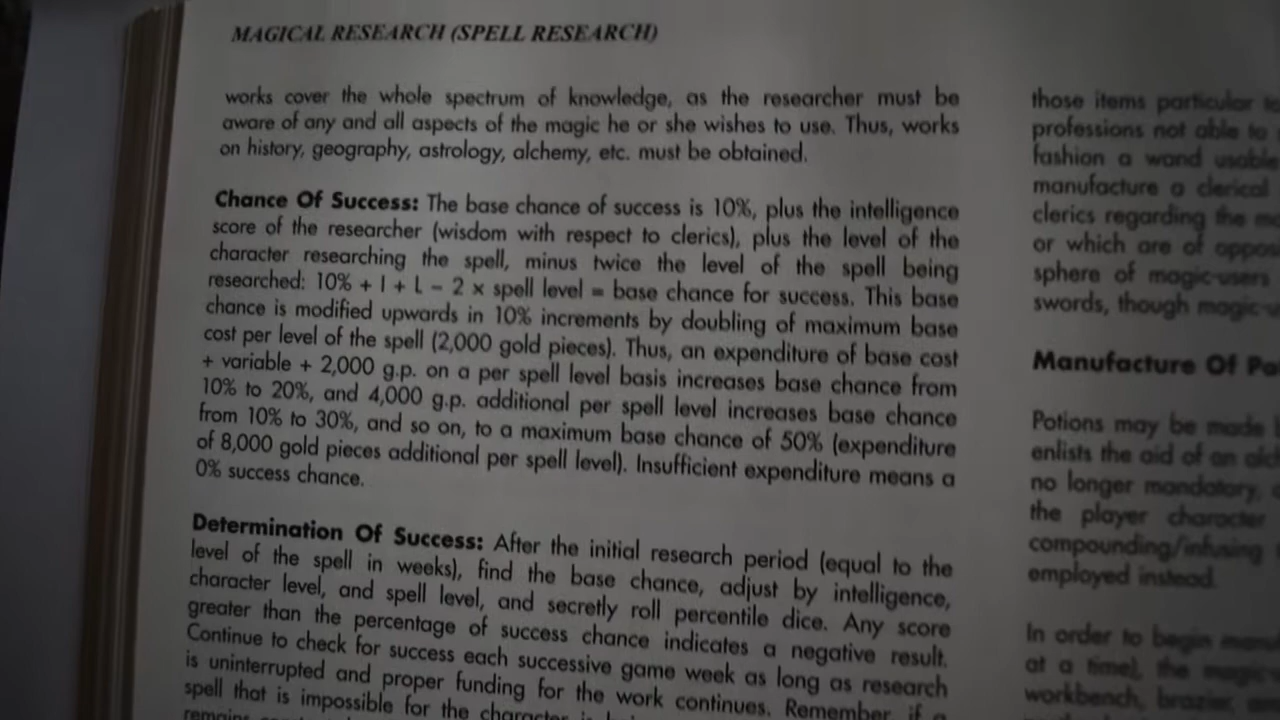 MAGICAL RESEARCH (SPELL RESEARCH)
works cover the whole spectrum of knowledge, as the researcher must be
aware of any and all aspects of the magic he or she wishes to use. Thus, works
on history, geography, astrology, alchemy, etc. must be obtained.
Chance Of Success: The base chance of success is 10%, plus the intelligence
score of the researcher (wisdom with respect to clerics), plus the level of the
character researching the spell, minus twice the level of the spell being
researched: 10% + I + L – 2 x spell level = base chance for success. This base
chance is modified upwards in 10% increments by doubling of maximum base
cost per level of the spell (2,000 gold pieces). Thus, an expenditure of base cost
+ variable + 2,000 g.p. on a per spell level basis increases base chance from
10% to 20%, and 4,000 g.p. additional per spell level increases base chance
from 10% to 30%, and so on, to a maximum base chance of 50% (expenditure
of 8,000 gold pieces additional per spell level). Insufficient expenditure means a
0% success chance.
Determination Of Success: After the initial research period (equal to the
level of the spell in weeks), find the base chance, adjust by intelligence,
character level, and spell level, and secretly roll percentile dice. Any score
greater than the percentage of success chance indicates a negative result.
Continue to check for success each successive game week as long as research
is uninterrupted and proper funding for the work continues. Remember, if a
spell that is impossible for the character is
remains
those items particular
professions not able to
fashion a wand usable
manufacture a clerical
clerics regarding the
or which are of
sphere of magic-users
swords, though
Manufacture Of
Potions may be made
enlists the aid of an
no longer mandatory,
the player character
compounding/infusing
employed instead.
In order to begin
at a time), the
workbench, brazier,